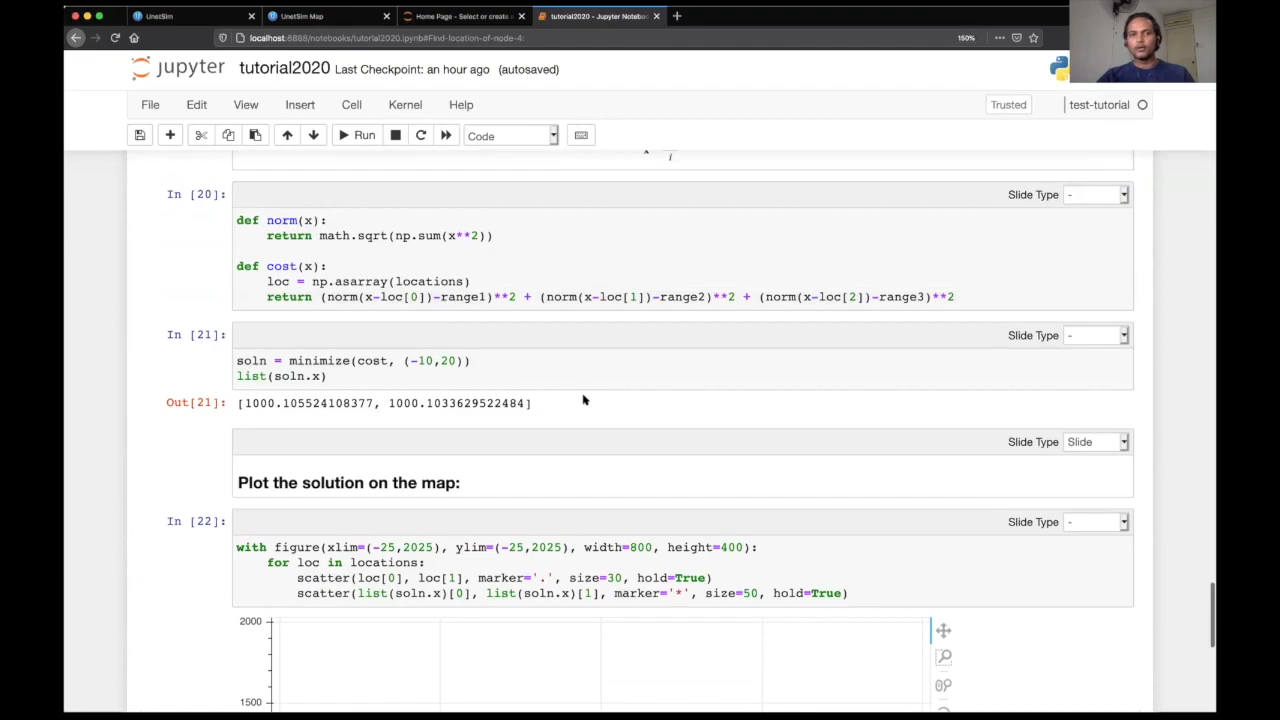 UnetSim
UnetSim Map
Home Page - Select or create a
tutorial2020 - Jupyter Noteboo
localhost:8888/notebooks/tutorial2020.ipynb#Find-location-of-node-4:
150%
jupyter tutorial2020 Last Checkpoint: an hour ago (autosaved)
File Edit View Insert Cell Kernel Help
Trusted
test-tutorial
Run
Code
x i
In [20]:
Slide Type -
def norm(x):
    return math.sqrt(np.sum(x**2))
def cost(x):
    loc = np.asarray(locations)
    return (norm(x-loc[0])-range1)**2 + (norm(x-loc[1])-range2)**2 + (norm(x-loc[2])-range3)**2
In [21]:
Slide Type -
soln = minimize(cost, (-10,20))
list(soln.x)
Out[21]: [1000.105524108377, 1000.1033629522484]
Slide Type Slide
Plot the solution on the map:
In [22]:
Slide Type -
with figure(xlim=(-25,2025), ylim=(-25,2025), width=800, height=400):
    for loc in locations:
        scatter(loc[0], loc[1], marker='.', size=30, hold=True)
        scatter(list(soln.x)[0], list(soln.x)[1], marker='*', size=50, hold=True)
2000
1500